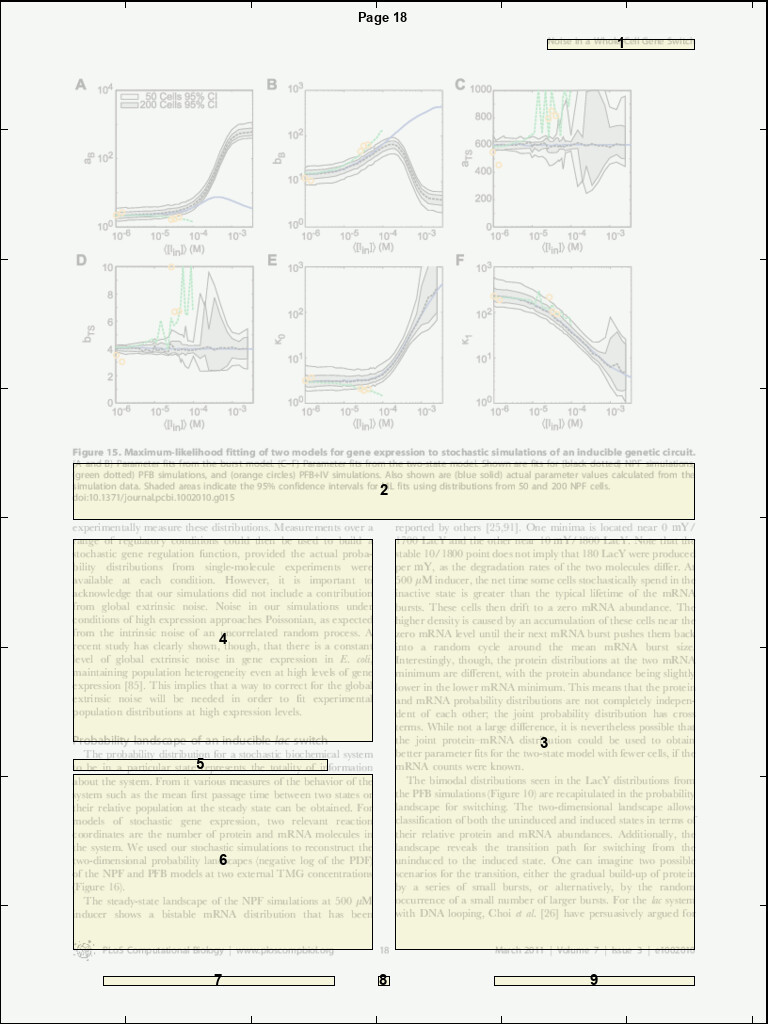 Page 18
Noise in a Whole Cell Gene Switch
1
A
B
C
10^4
50 Cells 95% CI
200 Cells 95% CI
10^2
10^0
a_B
10^-6 10^-5 10^-4 10^-3
⟨[I_in]⟩ (M)
10^3
10^2
10^1
10^0
b_B
10^-6 10^-5 10^-4 10^-3
⟨[I_in]⟩ (M)
1000
800
600
400
200
0
a_TS
10^-6 10^-5 10^-4 10^-3
⟨[I_in]⟩ (M)
D
E
F
10
8
6
4
2
0
b_TS
10^-6 10^-5 10^-4 10^-3
⟨[I_in]⟩ (M)
10^3
10^2
10^1
10^0
κ_0
10^-6 10^-5 10^-4 10^-3
⟨[I_in]⟩ (M)
10^3
10^2
10^1
10^0
κ_1
10^-6 10^-5 10^-4 10^-3
⟨[I_in]⟩ (M)
Figure 15. Maximum-likelihood fitting of two models for gene expression to stochastic simulations of an inducible genetic circuit.
(A and B) Parameter fits from the burst model. (C–F) Parameter fits from the two-state model. Shown are fits for (black dotted) NPF simulations,
(green dotted) PFB simulations, and (orange circles) PFB+IV simulations. Also shown are (blue solid) actual parameter values calculated from the
simulation data. Shaded areas indicate the 95% confidence intervals for fits using distributions from 50 and 200 NPF cells.
2
doi:10.1371/journal.pcbi.1002010.g015
experimentally measure these distributions. Measurements over a
range of regulatory conditions could then be used to build a
stochastic gene regulation function, provided the actual proba-
bility distributions from single-molecule experiments were
available at each condition. However, it is important to
acknowledge that our simulations did not include a contribution
from global extrinsic noise. Noise in our simulations under
conditions of high expression approaches Poissonian, as expected
from the intrinsic noise of an uncorrelated random process. A
4
recent study has clearly shown, though, that there is a constant
level of global extrinsic noise in gene expression in E. coli,
maintaining population heterogeneity even at high levels of gene
expression [85]. This implies that a way to correct for the global
extrinsic noise will be needed in order to fit experimental
population distributions at high expression levels.
Probability landscape of an inducible lac switch
The probability landscape for a stochastic biochemical system
to be in a particular state represents the totality of information
5
about the system. From it various measures of the behavior of the
system such as the mean first passage time between two states or
their relative population at the steady state can be obtained. For
models of stochastic gene expression, two relevant reaction
coordinates are the number of protein and mRNA molecules in
the system. We used our stochastic simulations to reconstruct the
two-dimensional probability landscapes (negative log of the PDF)
6
of the NPF and PFB models at two external TMG concentrations
(Figure 16).
The steady-state landscape of the NPF simulations at 500 μM
inducer shows a bistable mRNA distribution that has been
reported by others [25,91]. One minima is located near 0 mY/
1700 LacY and the other near 10 mY/1800 LacY. Note that the
stable 10/1800 point does not imply that 180 LacY were produced
per mY, as the degradation rates of the two molecules differ. At
500 μM inducer, the net time some cells stochastically spend in the
inactive state is greater than the typical lifetime of the mRNA
bursts. These cells then drift to a zero mRNA abundance. The
higher density is caused by an accumulation of these cells near the
zero mRNA level until their next mRNA burst pushes them back
into a random cycle around the mean mRNA burst size.
Interestingly, though, the protein distributions at the two mRNA
minimum are different, with the protein abundance being slightly
lower in the lower mRNA minimum. This means that the protein
and mRNA probability distributions are not completely indepen-
dent of each other; the joint probability distribution has cross
terms. While not a large difference, it is nevertheless possible that
the joint protein-mRNA distribution could be used to obtain
3
better parameter fits for the two-state model with fewer cells, if the
mRNA counts were known.
The bimodal distributions seen in the LacY distributions from
the PFB simulations (Figure 10) are recapitulated in the probability
landscape for switching. The two-dimensional landscape allows
classification of both the uninduced and induced states in terms of
their relative protein and mRNA abundances. Additionally, the
landscape reveals the transition path for switching from the
uninduced to the induced state. One can imagine two possible
scenarios for the transition, either the gradual build-up of protein
by a series of small bursts, or alternatively, by the random
occurrence of a small number of larger bursts. For the lac system
with DNA looping, Choi et al. [26] have persuasively argued for
PLoS Computational Biology | www.ploscompbiol.org
18
March 2011 | Volume 7 | Issue 3 | e1002010
7
8
9